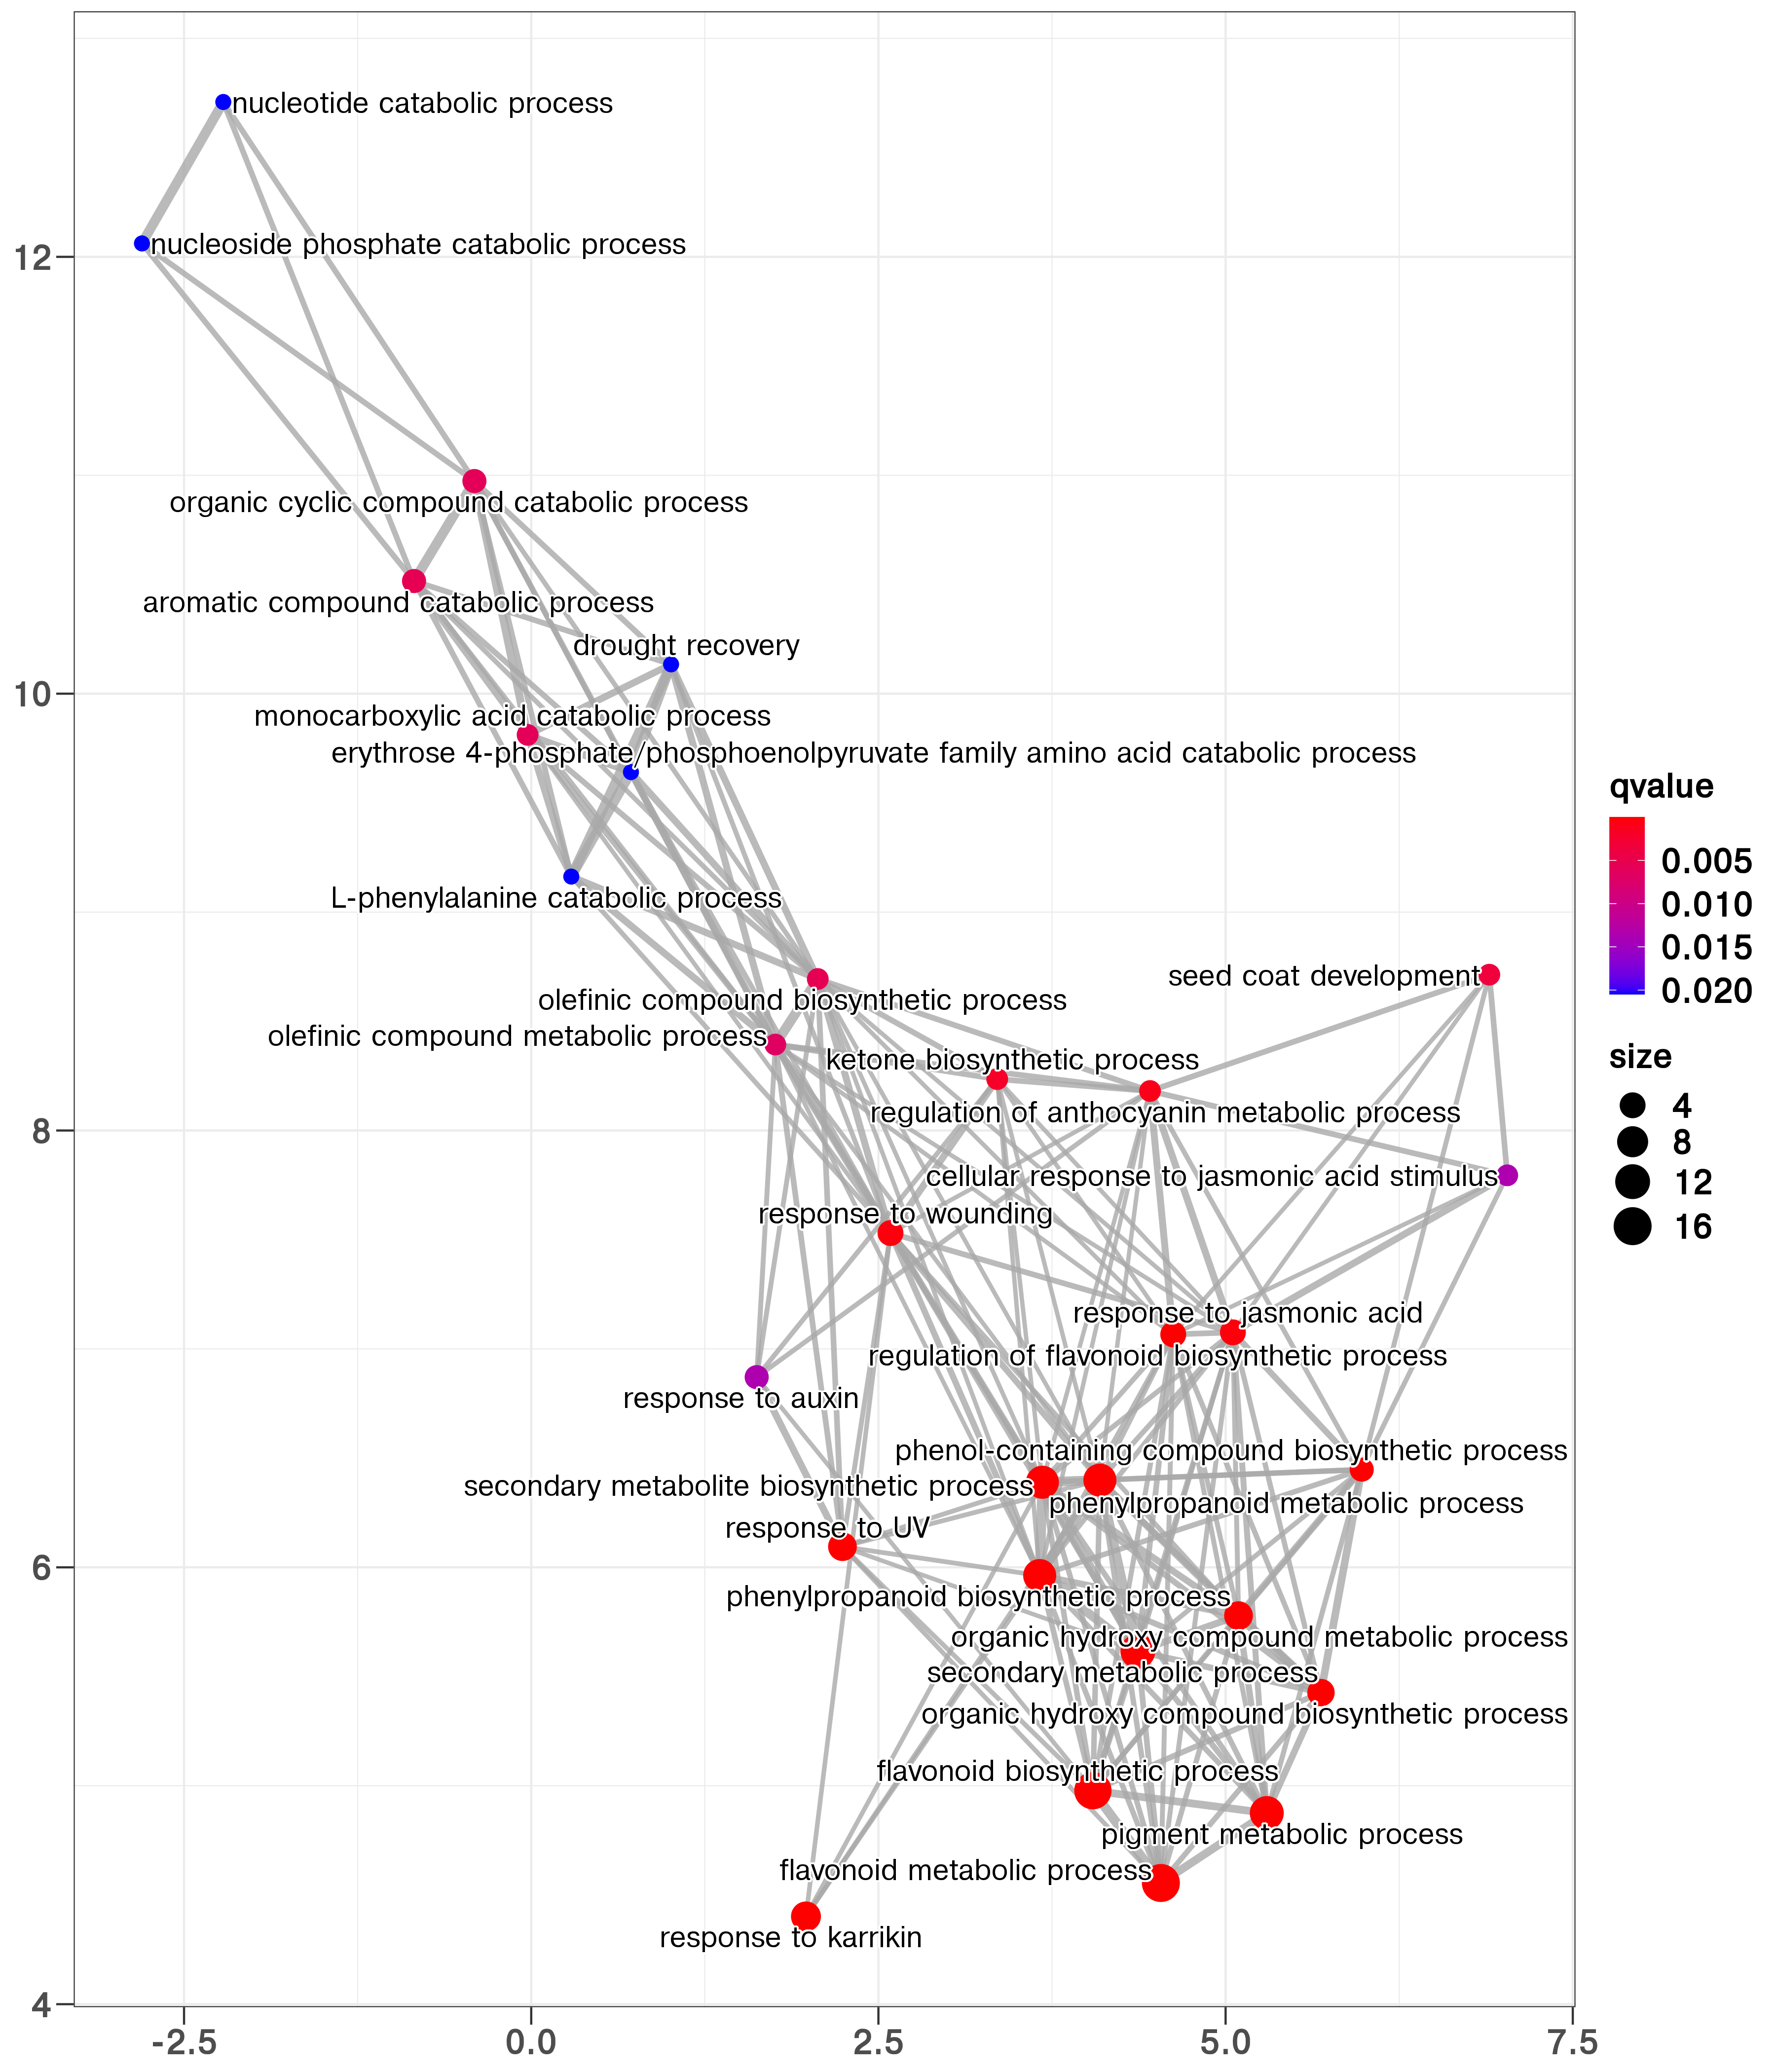 nucleotide catabolic process
nucleoside phosphate catabolic process
12
organic cyclic compound catabolic process
aromatic compound catabolic process
drought recovery
10
monocarboxylic acid catabolic process
erythrose 4-phosphate/phosphoenolpyruvate family amino acid catabolic process
L-phenylalanine catabolic process
seed coat development
olefinic compound biosynthetic process
olefinic compound metabolic process
ketone biosynthetic process
regulation of anthocyanin metabolic process
8
cellular response to jasmonic acid stimulus
response to wounding
response to jasmonic acid
regulation of flavonoid biosynthetic process
response to auxin
phenol-containing compound biosynthetic process
secondary metabolite biosynthetic process
phenylpropanoid metabolic process
response to UV
6
phenylpropanoid biosynthetic process
organic hydroxy compound metabolic process
secondary metabolic process
organic hydroxy compound biosynthetic process
flavonoid biosynthetic process
pigment metabolic process
flavonoid metabolic process
response to karrikin
4
-2.5 0.0 2.5 5.0 7.5
qvalue
0.005
0.010
0.015
0.020
size
4
8
12
16